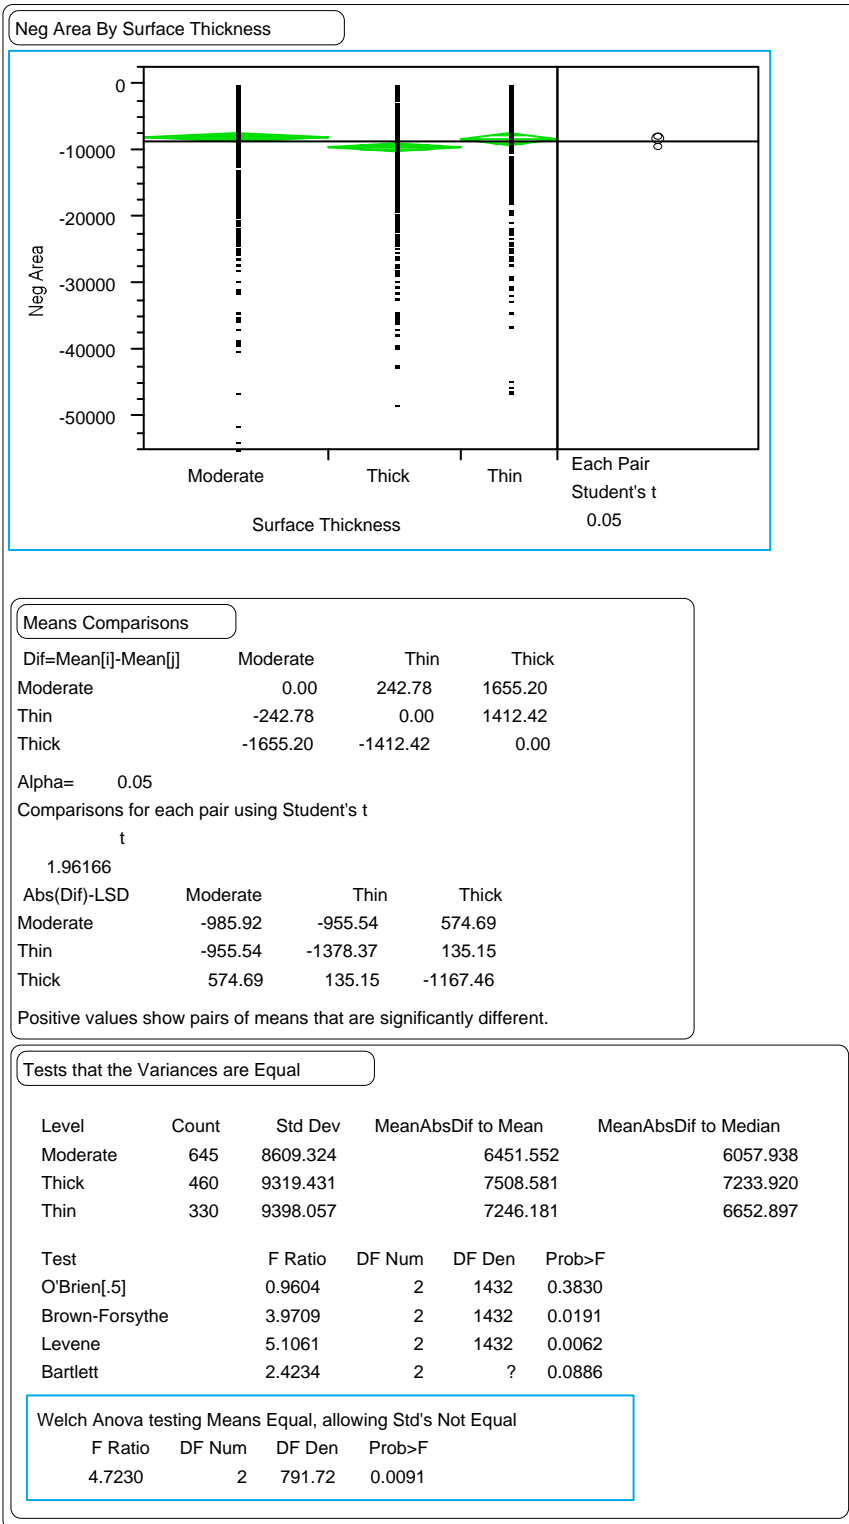 Neg Area By Surface Thickness
0
-10000
-20000
-30000
-40000
-50000
Neg Area
Moderate Thick Thin
Surface Thickness
Each Pair
Student's t
0.05
Means Comparisons
Dif=Mean[i]-Mean[j] Moderate Thin Thick
Moderate 0.00 242.78 1655.20
Thin -242.78 0.00 1412.42
Thick -1655.20 -1412.42 0.00
Alpha= 0.05
Comparisons for each pair using Student's t
t
1.96166
Abs(Dif)-LSD Moderate Thin Thick
Moderate -985.92 -955.54 574.69
Thin -955.54 -1378.37 135.15
Thick 574.69 135.15 -1167.46
Positive values show pairs of means that are significantly different.
Tests that the Variances are Equal
Level Count Std Dev MeanAbsDif to Mean MeanAbsDif to Median
Moderate 645 8609.324 6451.552 6057.938
Thick 460 9319.431 7508.581 7233.920
Thin 330 9398.057 7246.181 6652.897
Test F Ratio DF Num DF Den Prob>F
O'Brien[.5] 0.9604 2 1432 0.3830
Brown-Forsythe 3.9709 2 1432 0.0191
Levene 5.1061 2 1432 0.0062
Bartlett 2.4234 2 ? 0.0886
Welch Anova testing Means Equal, allowing Std's Not Equal
F Ratio DF Num DF Den Prob>F
4.7230 2 791.72 0.0091